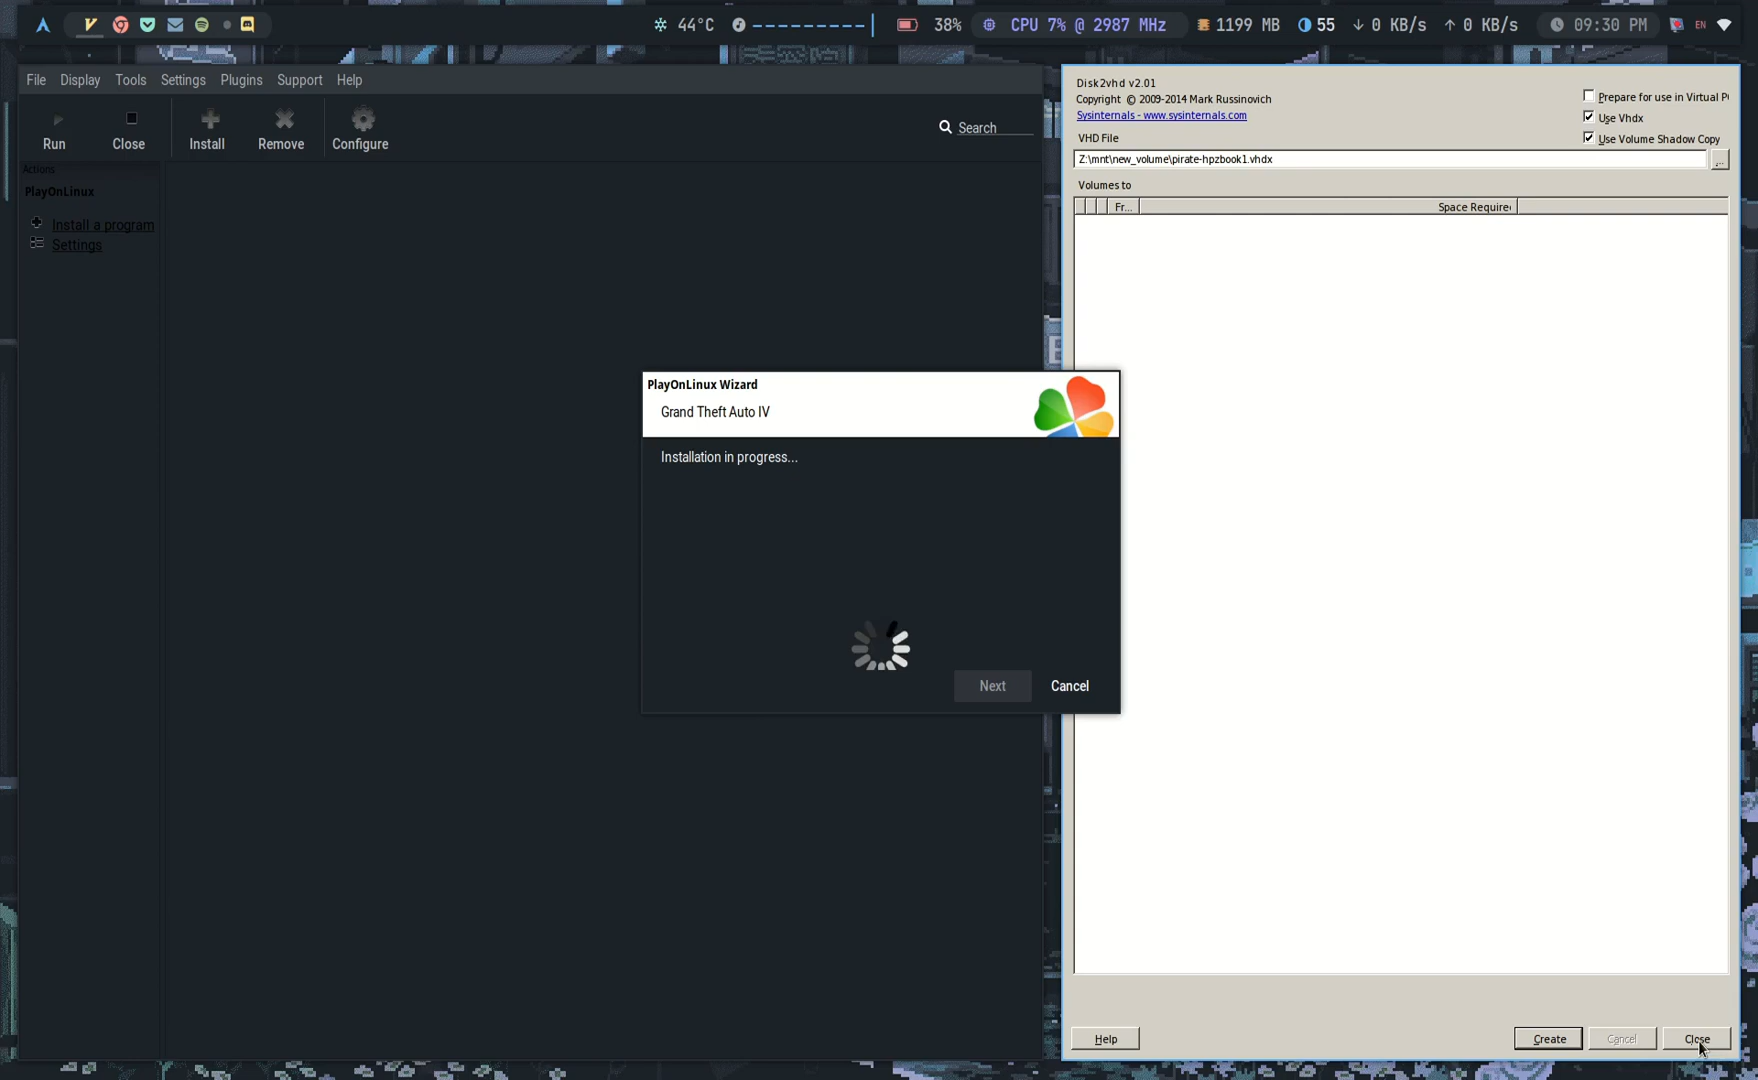 44°C 38% CPU 7% @ 2987 MHz 1199 MB 55 ↓ 0 KB/s ↑ 0 KB/s 09:30 PM EN
File Display Tools Settings Plugins Support Help
Run Close Install Remove Configure
Search
Actions
PlayOnLinux
Install a program
Settings
PlayOnLinux Wizard
Grand Theft Auto IV
Installation in progress...
Next Cancel
Disk2vhd v2.01
Copyright © 2009-2014 Mark Russinovich
Sysinternals - www.sysinternals.com
Prepare for use in Virtual P
Use Vhdx
Use Volume Shadow Copy
VHD File
Z:\mnt\new_volume\pirate-hpzbook1.vhdx
...
Volumes to
Fr... Space Require
Help Create Cancel Close